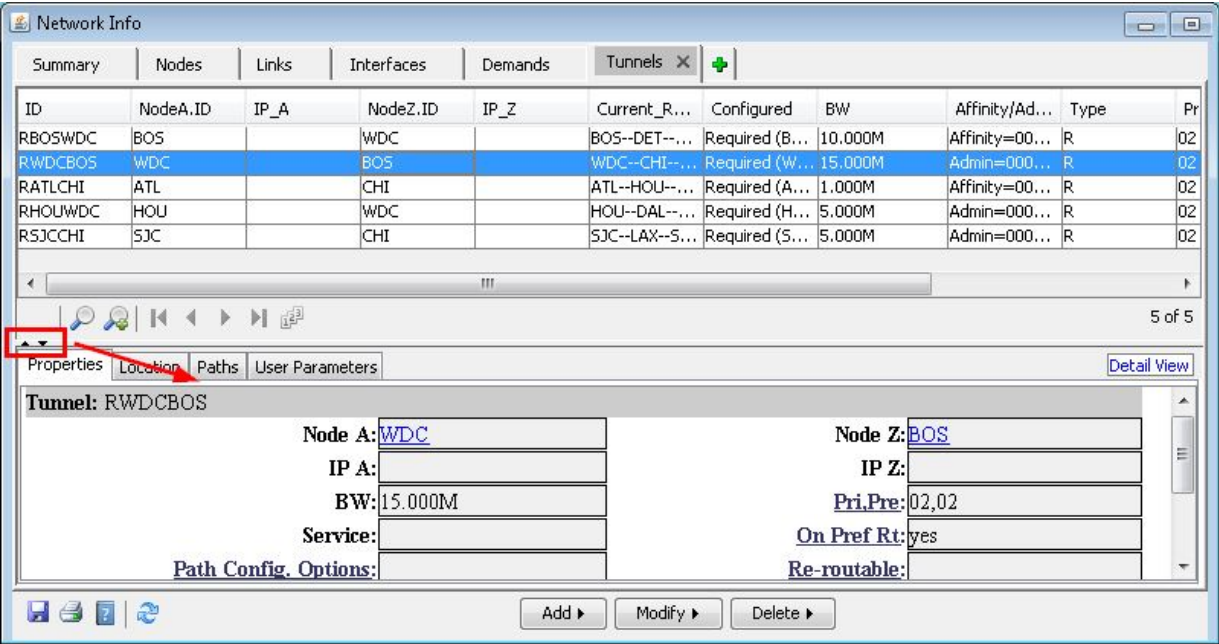 Network Info
Summary Nodes Links Interfaces Demands Tunnels
ID NodeA.ID IP_A NodeZ.ID IP_Z Current_R... Configured BW Affinity/Ad... Type Pr
RBOSWDC BOS WDC BOS--DET--... Required (B... 10.000M Affinity=00... R 02
RWDCBOS WDC BOS WDC--CHI--... Required (W... 15.000M Admin=000... R 02
RATLCHI ATL CHI ATL--HOU--... Required (A... 1.000M Affinity=00... R 02
RHOUWDC HOU WDC HOU--DAL--... Required (H... 5.000M Admin=000... R 02
RSJCCHI SJC CHI SJC--LAX--S... Required (S... 5.000M Admin=000... R 02
5 of 5
Properties Location Paths User Parameters Detail View
Tunnel: RWDCBOS
Node A: WDC Node Z: BOS
IP A: IP Z:
BW: 15.000M Pri,Pre: 02,02
Service: On Pref Rt: yes
Path Config. Options: Re-routable:
Add Modify Delete